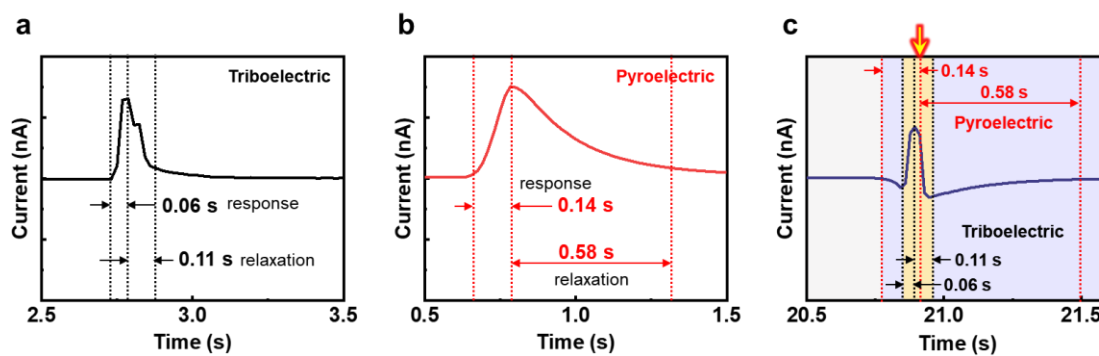 a
Triboelectric
Current (nA)
0.06 s response
0.11 s relaxation
2.5 3.0 3.5
Time (s)
b
Pyroelectric
Current (nA)
response
0.14 s
0.58 s
relaxation
0.5 1.0 1.5
Time (s)
c
0.14 s
0.58 s
Pyroelectric
Current (nA)
Triboelectric
0.11 s
0.06 s
20.5 21.0 21.5
Time (s)